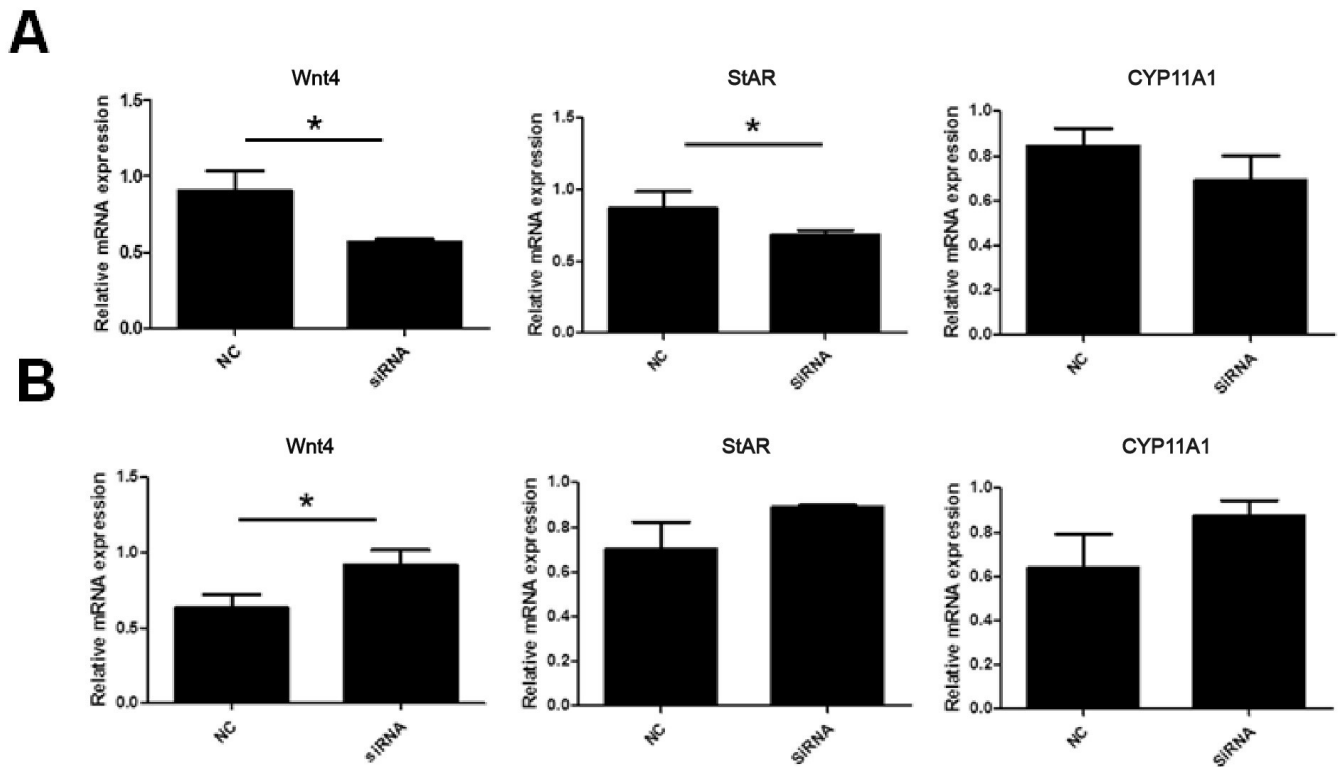 A
Wnt4
Relative mRNA expression
1.5
1.0
0.5
0.0
*
NC
siRNA
StAR
Relative mRNA expression
1.5
1.0
0.5
0.0
*
NC
SiRNA
CYP11A1
Relative mRNA expression
1.0
0.8
0.6
0.4
0.2
0.0
NC
SiRNA
B
Wnt4
Relative mRNA expression
1.5
1.0
0.5
0.0
*
NC
siRNA
StAR
Relative mRNA expression
1.0
0.8
0.6
0.4
0.2
0.0
NC
SiRNA
CYP11A1
Relative mRNA expression
1.0
0.8
0.6
0.4
0.2
0.0
NC
SiRNA